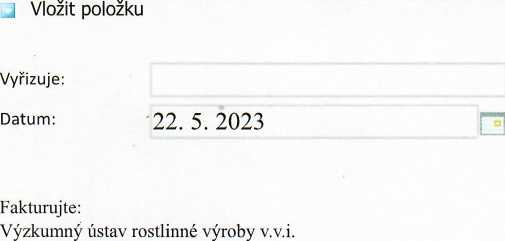 Vložit položku
Vyřizuje:
Datum: 22. 5. 2023
Fakturujte:
Výzkumný ústav rostlinné výroby v.v.i.